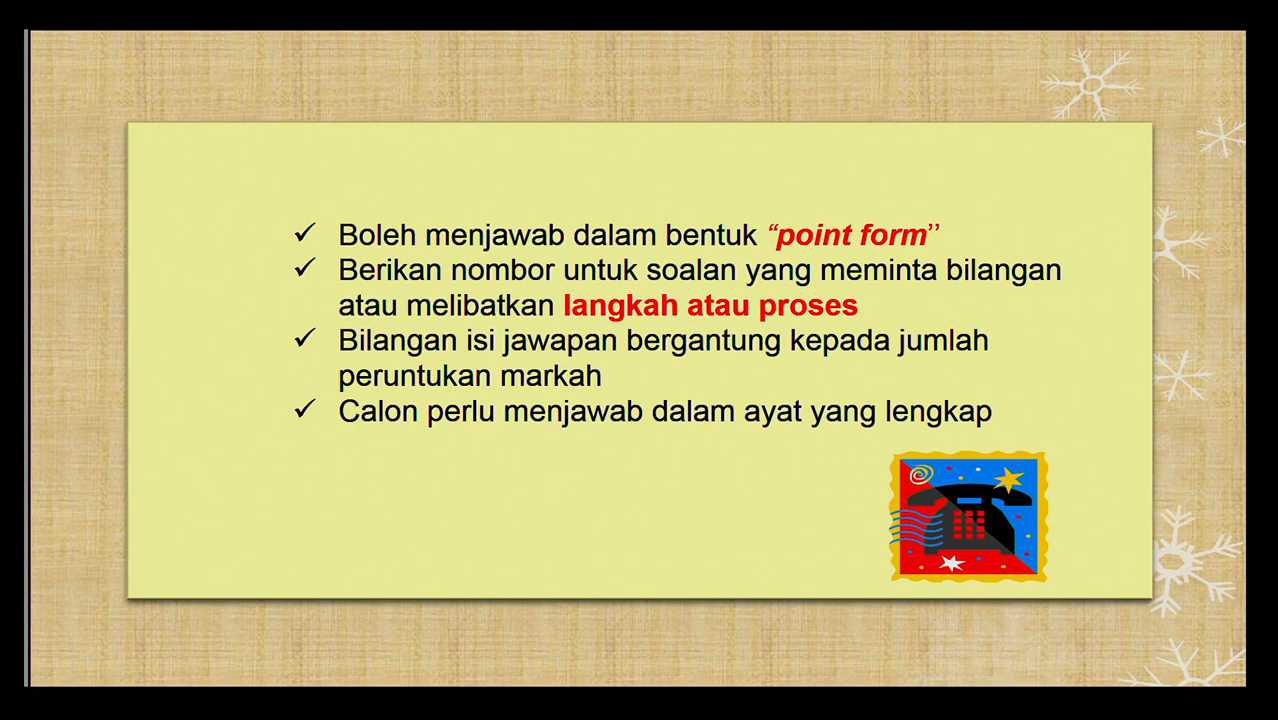 ✓ Boleh menjawab dalam bentuk “point form’’
✓ Berikan nombor untuk soalan yang meminta bilangan
atau melibatkan langkah atau proses
✓ Bilangan isi jawapan bergantung kepada jumlah
peruntukan markah
✓ Calon perlu menjawab dalam ayat yang lengkap